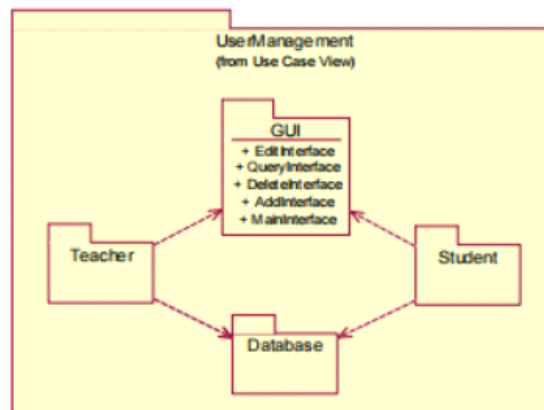 UserManagement
(from Use Case View)
GUI
+ EditInterface
+ QueryInterface
+ DeleteInterface
+ AddInterface
+ MainInterface
Teacher
Student
Database